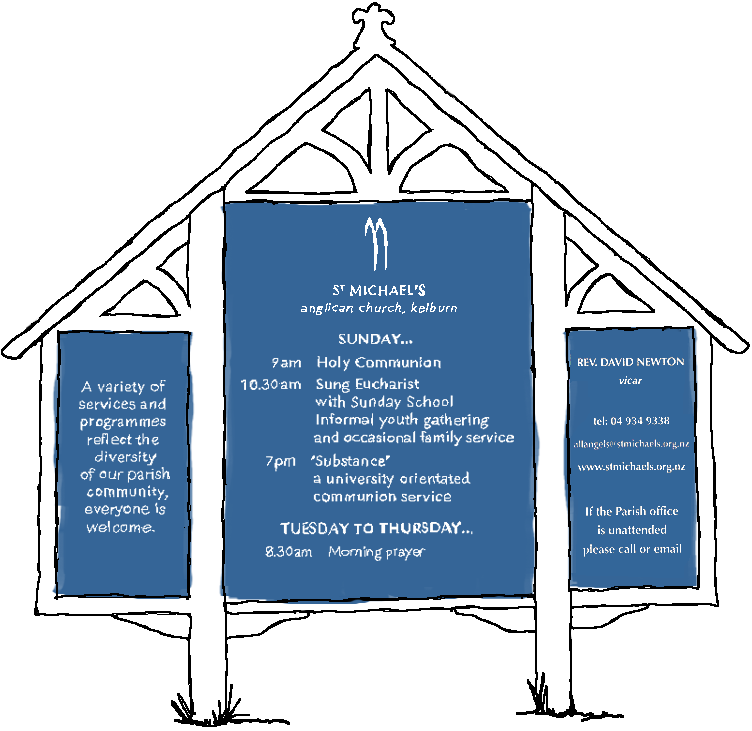 A variety of
services and
programmes
reflect the
diversity
of our parish
community,
everyone is
welcome.
ST MICHAEL'S
anglican church, kelburn
SUNDAY...
9am Holy Communion
10.30am Sung Eucharist
with Sunday School
Informal youth gathering
and occasional family service
7pm 'Substance'
a university orientated
communion service
TUESDAY TO THURSDAY...
8.30am Morning prayer
REV. DAVID NEWTON
vicar
tel: 04 934 9338
allangels@stmichaels.org.nz
www.stmichaels.org.nz
If the Parish office
is unattended
please call or email